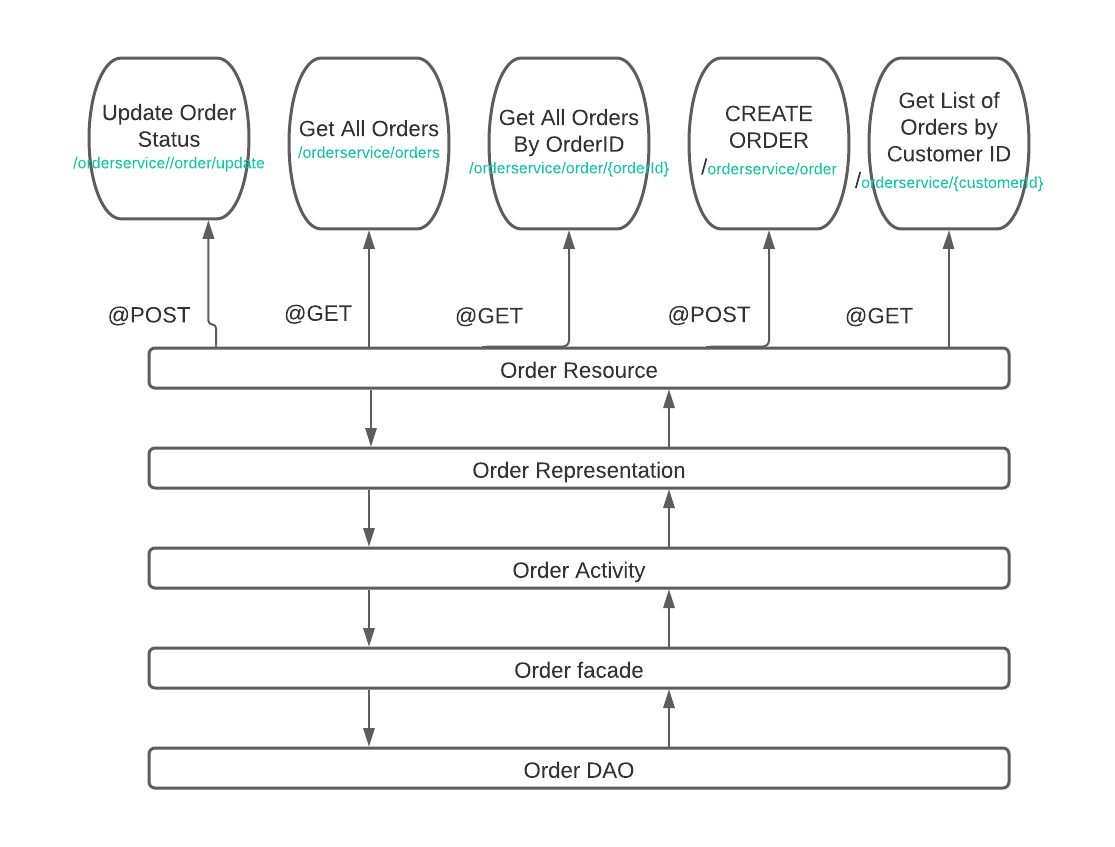 Update Order
Status
/orderservice//order/update
Get All Orders
/orderservice/orders
Get All Orders
By OrderID
/orderservice/order/{orderId}
CREATE
ORDER
/orderservice/order
Get List of
Orders by
Customer ID
/orderservice/{customerId}
@POST
@GET
@GET
@POST
@GET
Order Resource
Order Representation
Order Activity
Order facade
Order DAO